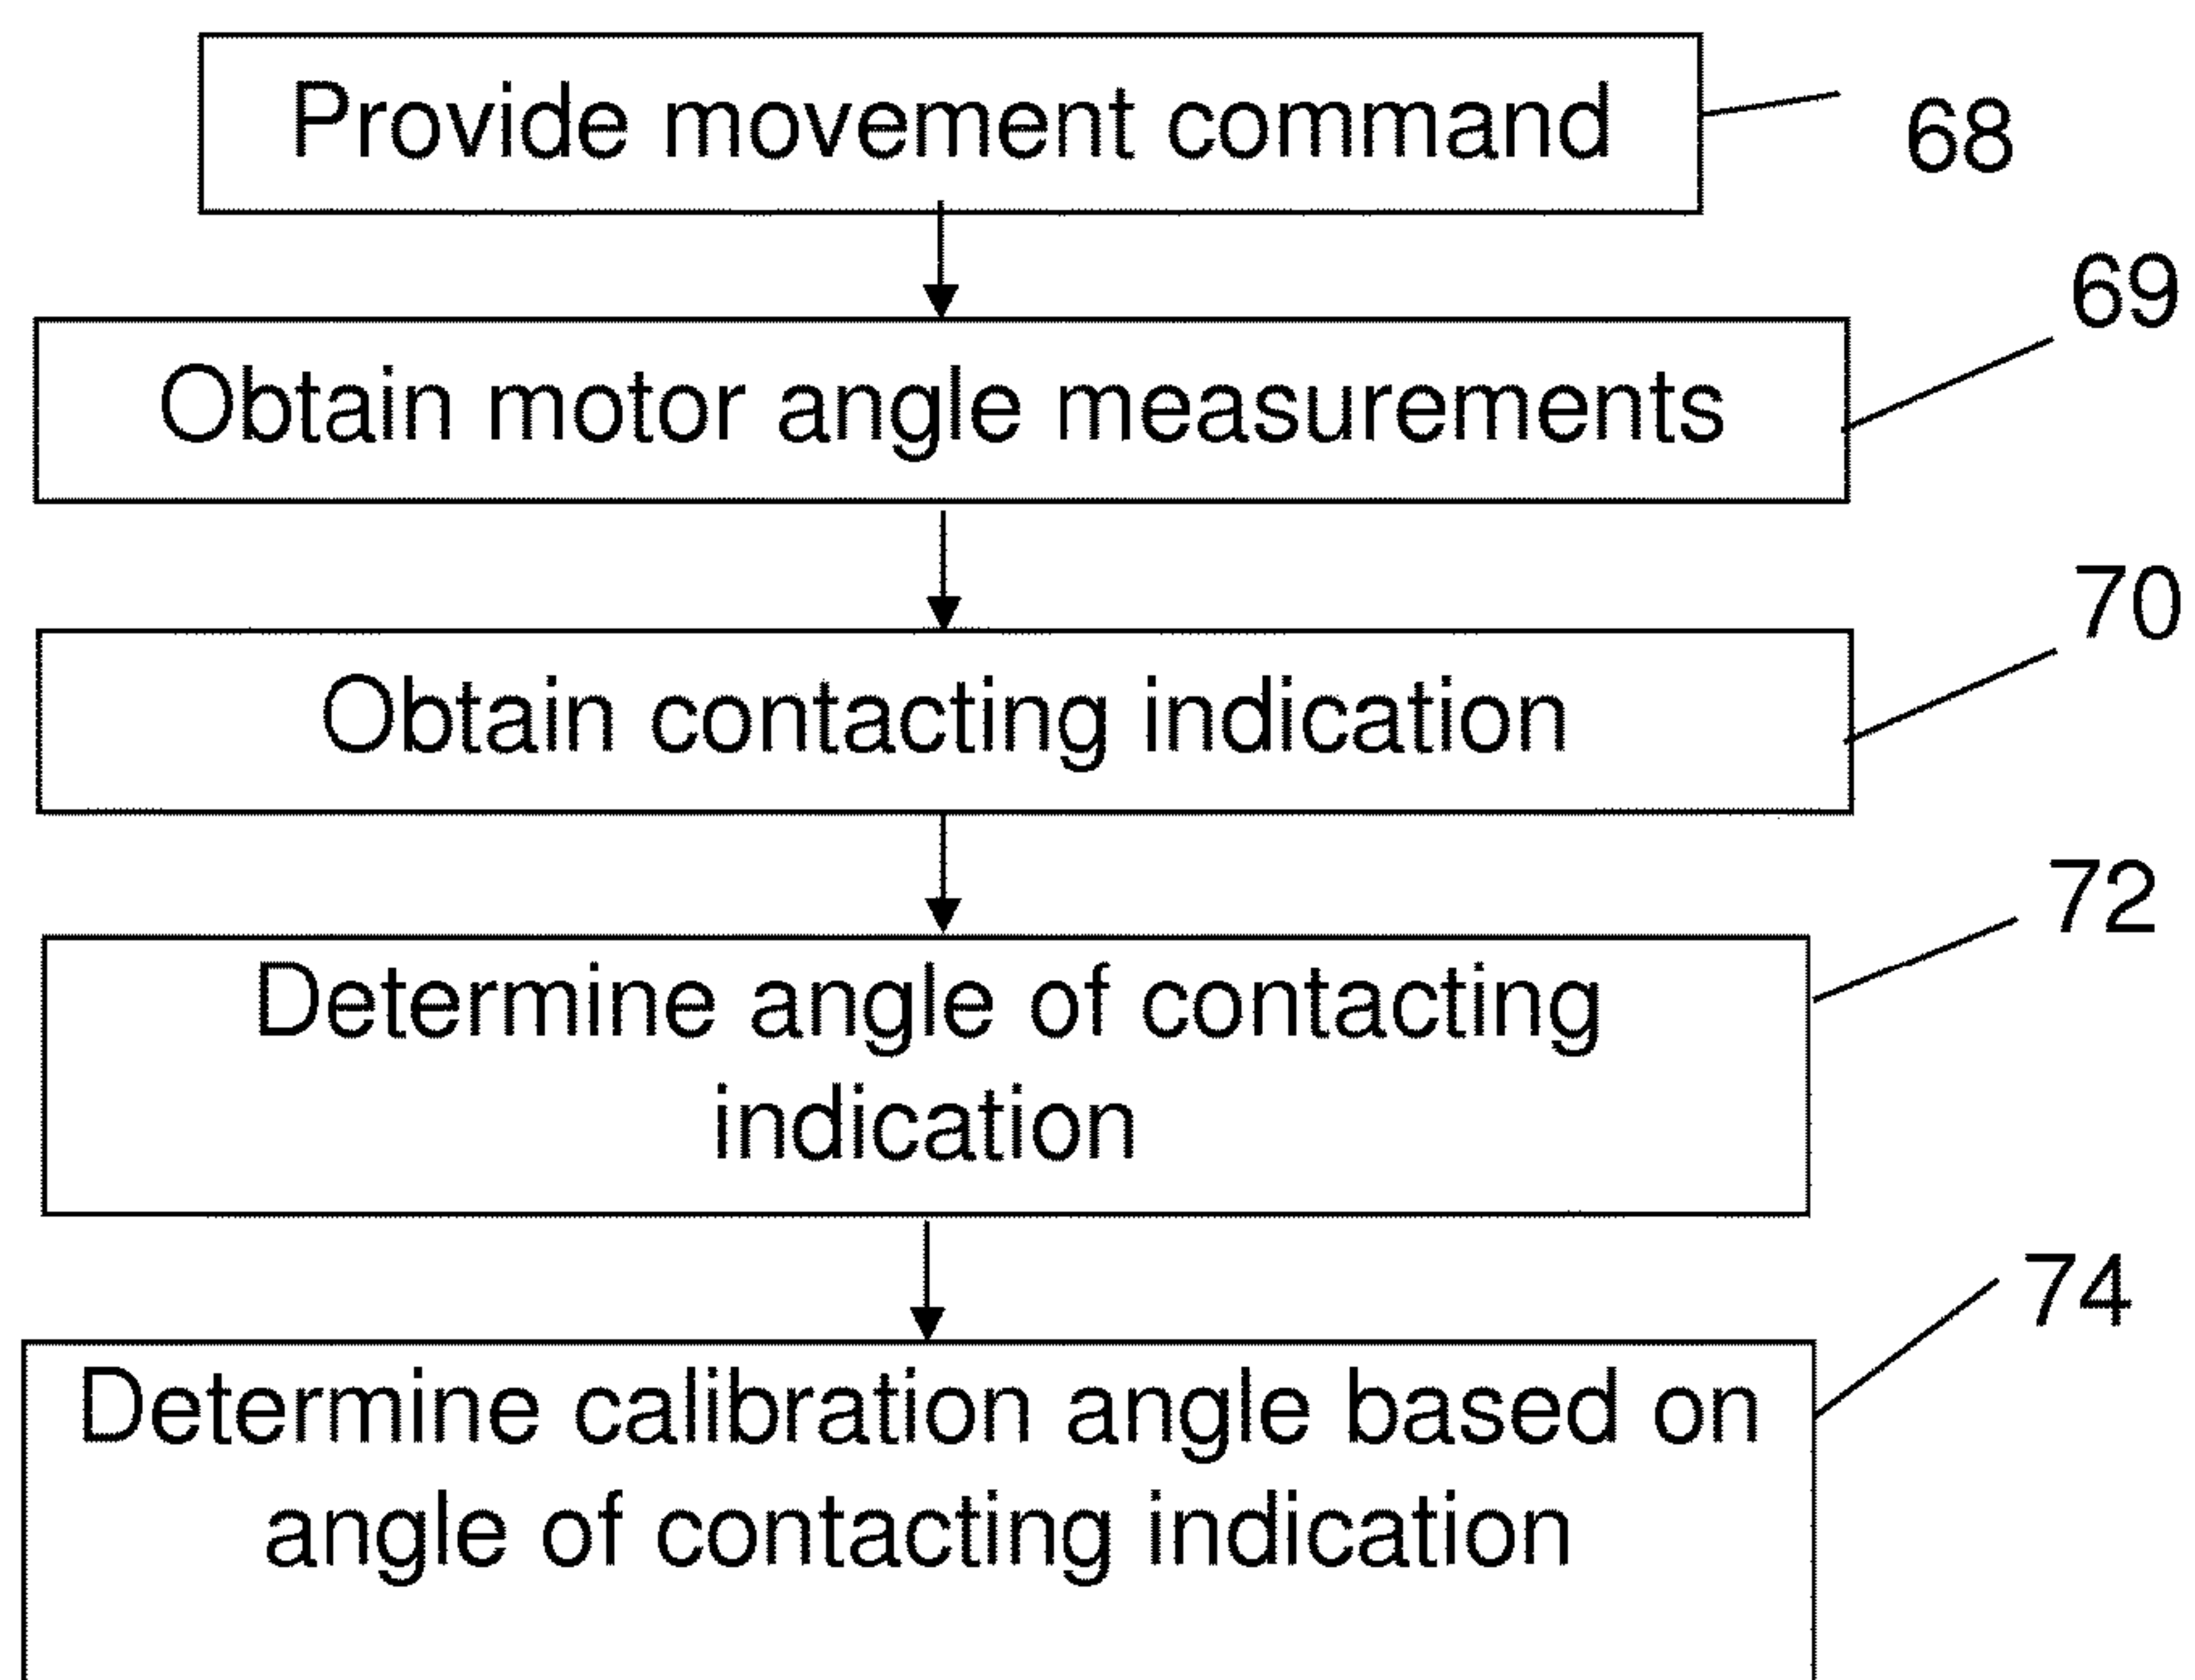 Provide movement command
68
69
Obtain motor angle measurements
70
Obtain contacting indication
72
Determine angle of contacting
indication
74
Determine calibration angle based on
angle of contacting indication